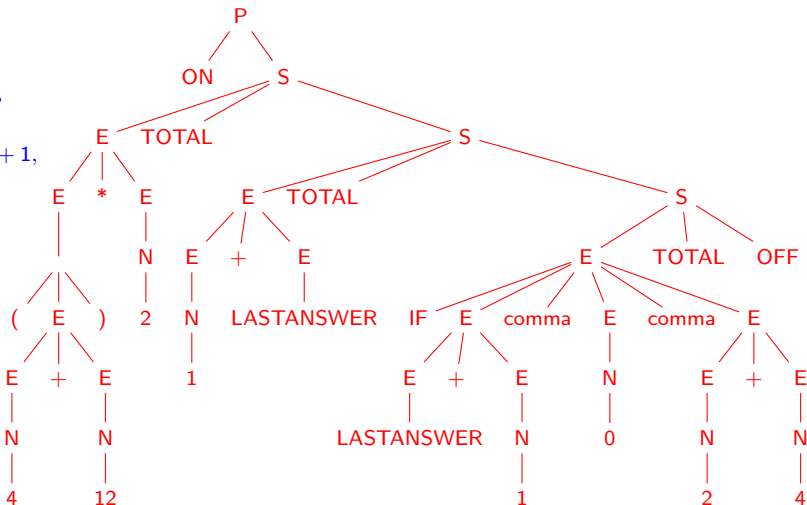 P
ON S
,
E TOTAL S
+ 1,
E * E E TOTAL S
N E + E E TOTAL OFF
( E ) 2 N LASTANSWER IF E comma E comma E
E + E 1 E + E N E + E
N N LASTANSWER N 0 N N
4 12 1 2 4